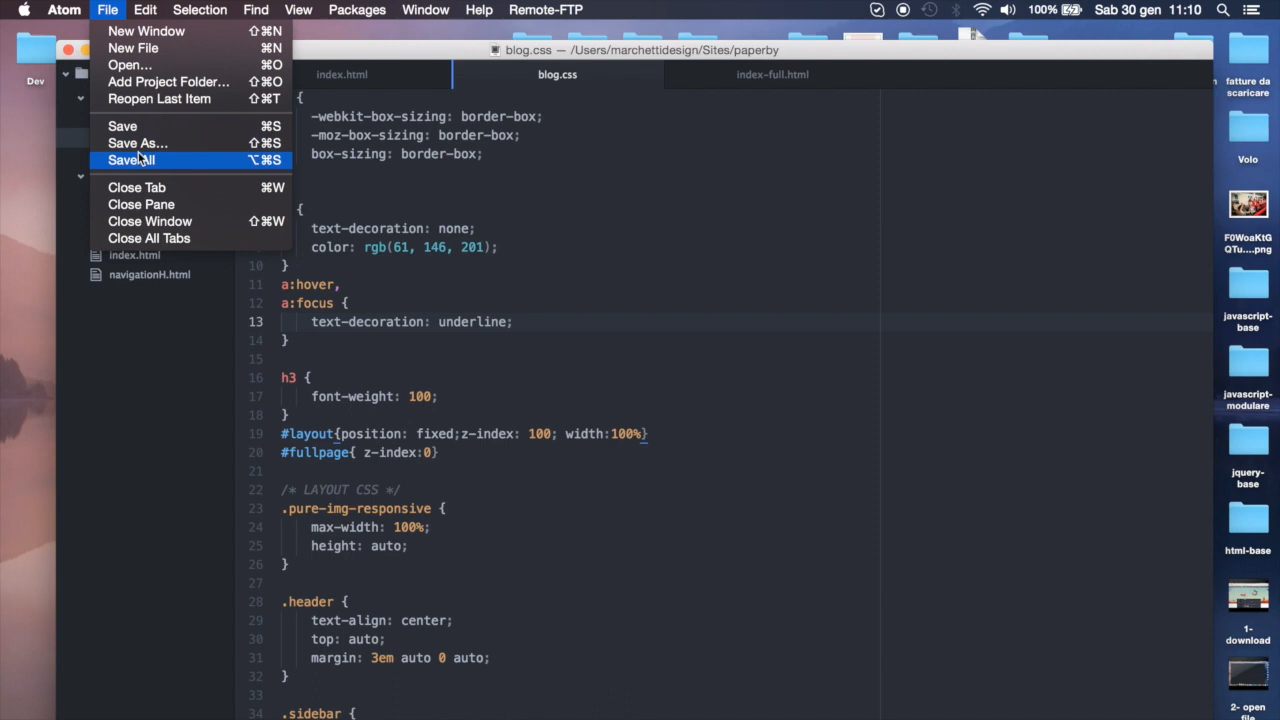 Atom File Edit Selection Find View Packages Window Help Remote-FTP 100% Sab 30 gen 11:10
blog.css — /Users/marchettidesign/Sites/paperby
index.html blog.css index-full.html
New Window ⇧⌘N
New File ⌘N
Open... ⌘O
Add Project Folder... ⇧⌘O
Reopen Last Item ⇧⌘T
Save ⌘S
Save As... ⇧⌘S
Save All ⌥⌘S
Close Tab ⌘W
Close Pane
Close Window ⇧⌘W
Close All Tabs
index.html
navigationH.html
{
-webkit-box-sizing: border-box;
-moz-box-sizing: border-box;
box-sizing: border-box;
{
text-decoration: none;
color: rgb(61, 146, 201);
10 }
11 a:hover,
12 a:focus {
13 text-decoration: underline;
14 }
15
16 h3 {
17 font-weight: 100;
18 }
19 #layout{position: fixed;z-index: 100; width:100%}
20 #fullpage{ z-index:0}
21
22 /* LAYOUT CSS */
23 .pure-img-responsive {
24 max-width: 100%;
25 height: auto;
26 }
27
28 .header {
29 text-align: center;
30 top: auto;
31 margin: 3em auto 0 auto;
32 }
33
34 .sidebar {
Dev
fatture da
scaricare
Volo
F0WoaKtG
QTu....png
javascript-
base
javascript-
modulare
jquery-
base
html-base
1-
download
2- open
file